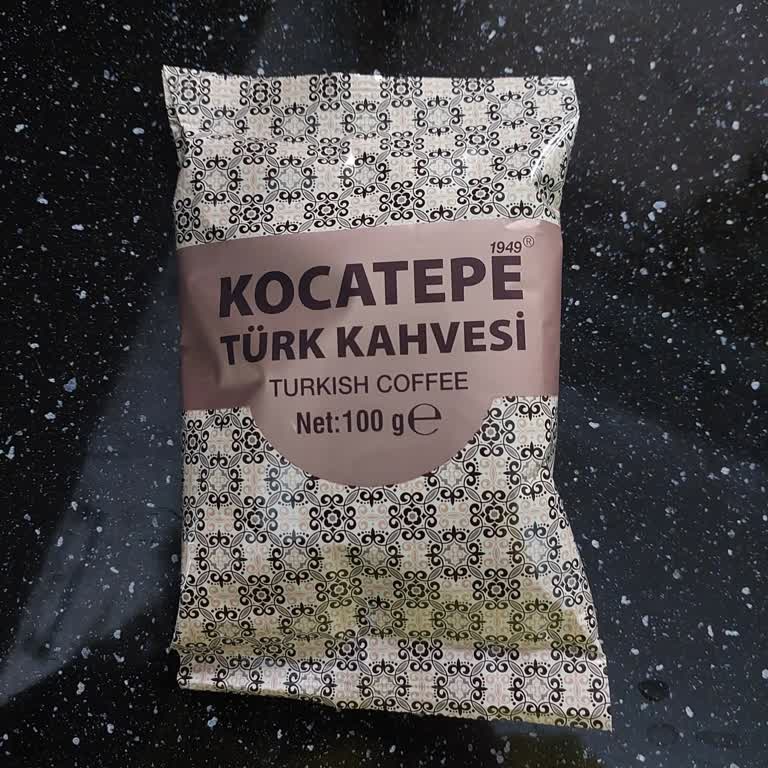 1949®
KOCATEPE
TÜRK KAHVESİ
TURKISH COFFEE
Net:100 g ℮